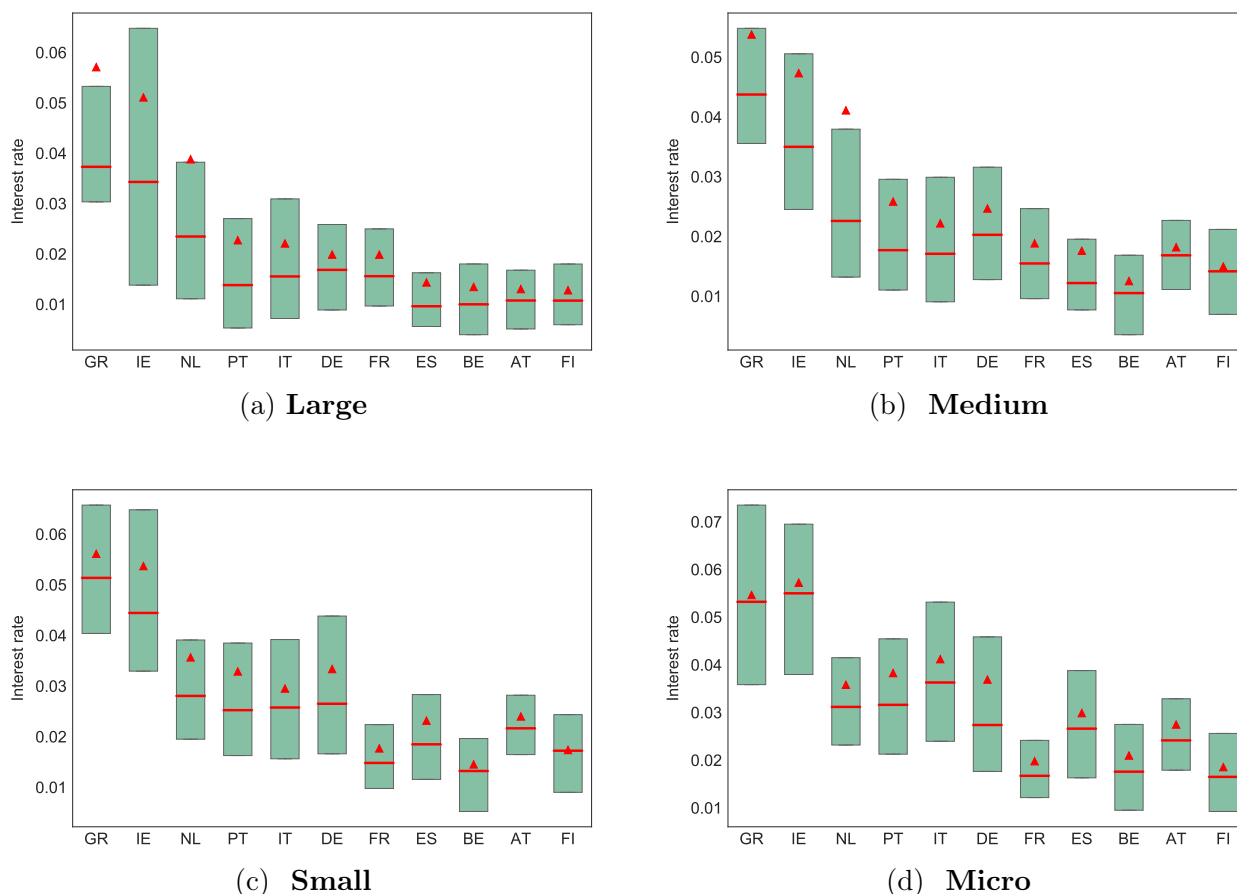 Interest rate
0.06
0.05
0.04
0.03
0.02
0.01
GR IE NL PT IT DE FR ES BE AT FI
(a) Large
Interest rate
0.05
0.04
0.03
0.02
0.01
GR IE NL PT IT DE FR ES BE AT FI
(b) Medium
Interest rate
0.06
0.05
0.04
0.03
0.02
0.01
GR IE NL PT IT DE FR ES BE AT FI
(c) Small
Interest rate
0.07
0.06
0.05
0.04
0.03
0.02
0.01
GR IE NL PT IT DE FR ES BE AT FI
(d) Micro